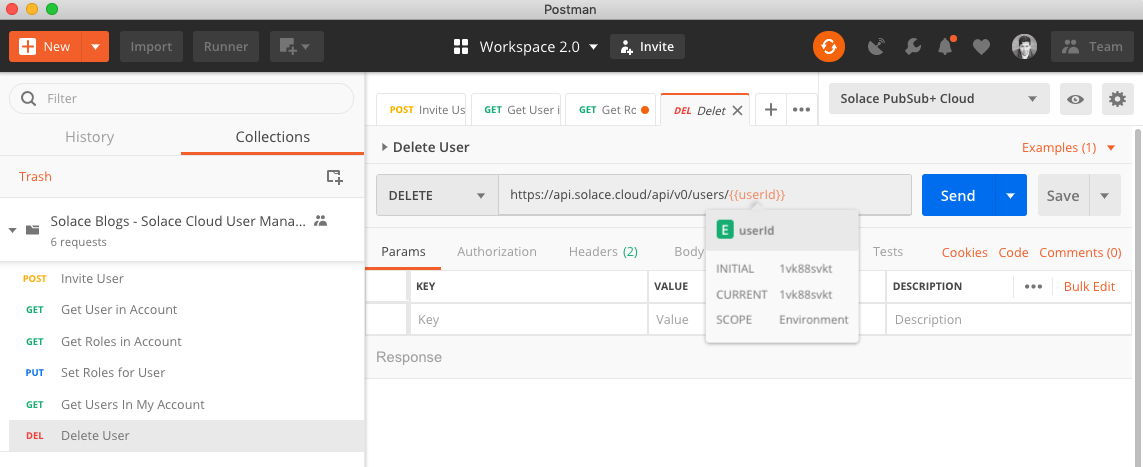 Postman
New
Import
Runner
Workspace 2.0
Invite
Team
Filter
History
Collections
Trash
Solace Blogs - Solace Cloud User Mana...
6 requests
POST Invite User
GET Get User in Account
GET Get Roles in Account
PUT Set Roles for User
GET Get Users In My Account
DEL Delete User
POST Invite Us
GET Get User i
GET Get Ro
DEL Delet
Solace PubSub+ Cloud
Delete User
Examples (1)
DELETE
https://api.solace.cloud/api/v0/users/{{userId}}
Send
Save
E userId
INITIAL 1vk88svkt
CURRENT 1vk88svkt
SCOPE Environment
Params
Authorization
Headers (2)
Body
Tests
Cookies
Code
Comments (0)
KEY
VALUE
DESCRIPTION
Bulk Edit
Key
Value
Description
Response